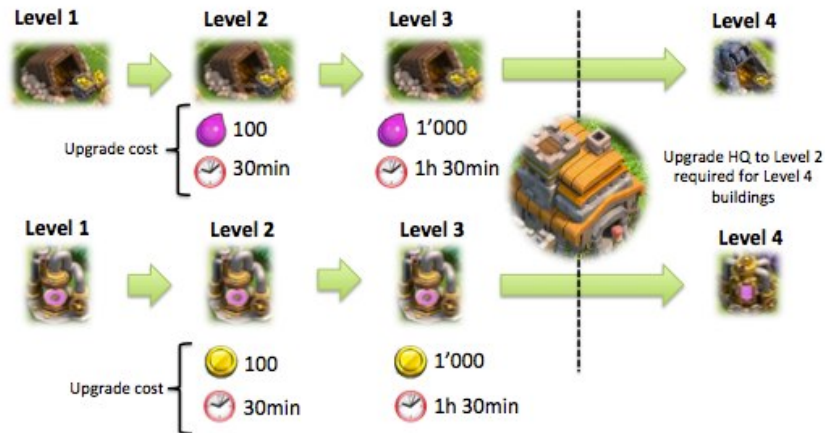 Level 1
Level 2
Level 3
Level 4
Upgrade cost
100
1’000
30min
1h 30min
Upgrade HQ to Level 2
required for Level 4
buildings
Level 1
Level 2
Level 3
Level 4
Upgrade cost
100
1’000
30min
1h 30min